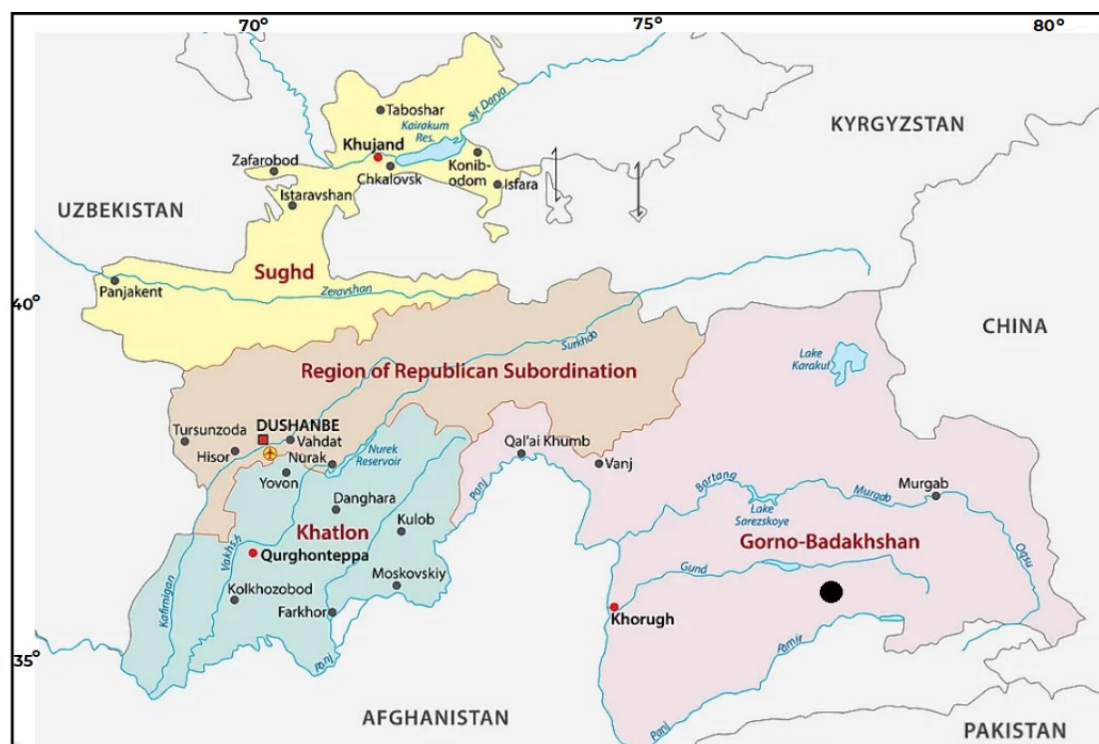 70°
75°
80°
Taboshar
Syr Darya
Kairakum
Res.
KYRGYZSTAN
Khujand
Zafarobod
Chkalovsk
Konib-
odom
Isfara
Istaravshan
UZBEKISTAN
Sughd
Panjakent
Zeravshan
40°
CHINA
Surkhob
Lake
Karakul
Region of Republican Subordination
Tursunzoda
DUSHANBE
Vahdat
Hisor
Nurak
Nurek
Reservoir
Qal'ai Khumb
Vanj
Yovon
Panj
Bartang
Murgab
Murgab
Danghara
Lake
Sarezskoye
Khatlon
Kulob
Gorno-Badakhshan
Vakhsh
Qurghonteppa
Oqsu
Moskovskiy
Gund
Kafirnigan
Kolkhozobod
Farkhor
Khorugh
Pamir
35°
Panj
Panj
AFGHANISTAN
PAKISTAN